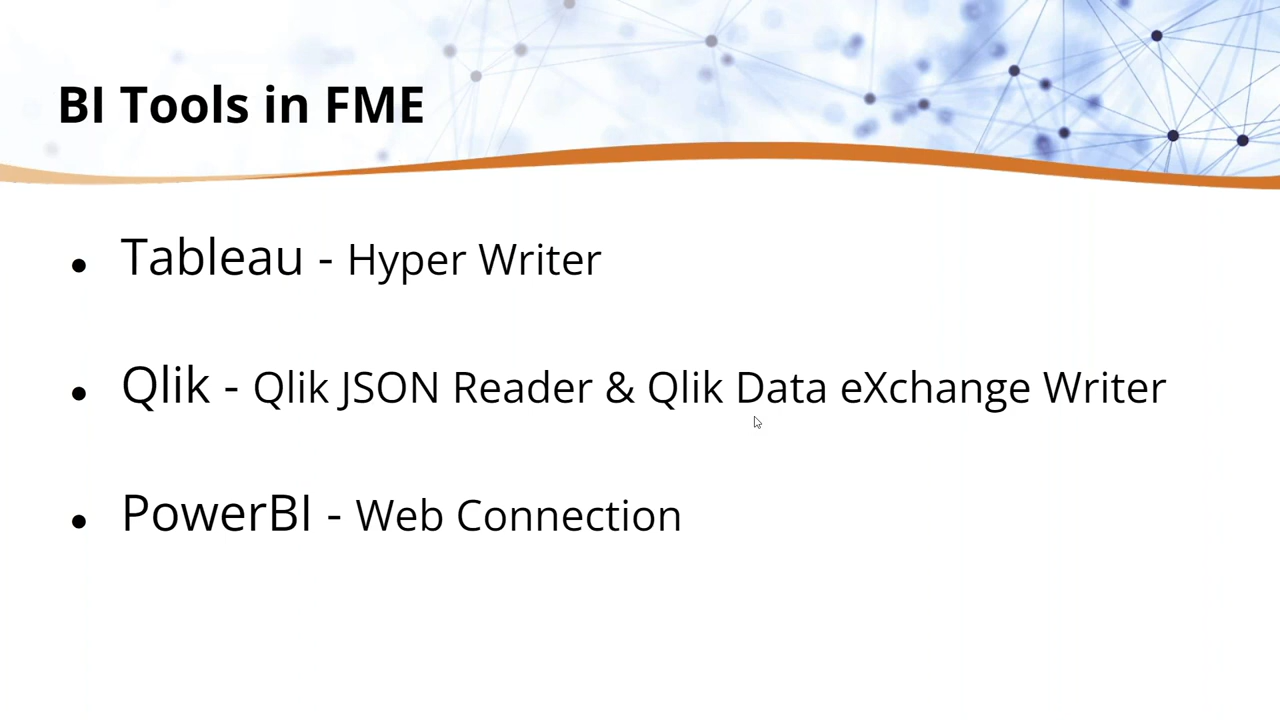 BI Tools in FME
● Tableau - Hyper Writer
● Qlik - Qlik JSON Reader & Qlik Data eXchange Writer
● PowerBI - Web Connection